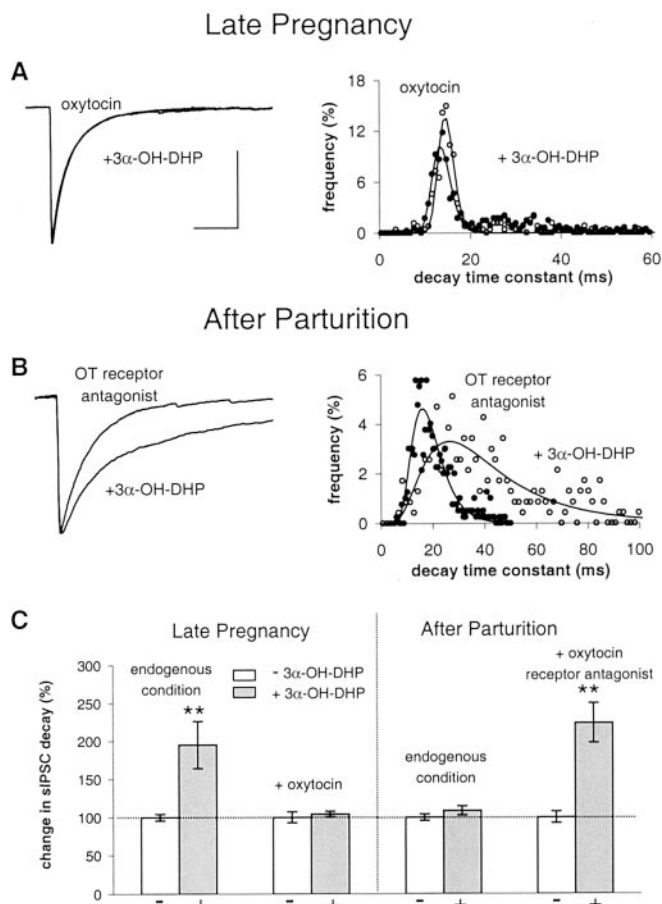 Late Pregnancy
A
oxytocin
+3α-OH-DHP
frequency (%)
18
12
6
0
oxytocin
+ 3α-OH-DHP
0 20 40 60
decay time constant (ms)
After Parturition
B
OT receptor
antagonist
+3α-OH-DHP
frequency (%)
6
4
2
0
OT receptor
antagonist
+ 3α-OH-DHP
0 20 40 60 80 100
decay time constant (ms)
C
Late Pregnancy
After Parturition
change in sIPSC decay (%)
300
250
200
150
100
50
0
endogenous
condition
**
- 3α-OH-DHP
+ 3α-OH-DHP
+ oxytocin
endogenous
condition
+ oxytocin
receptor antagonist
**
- + - + - + - +